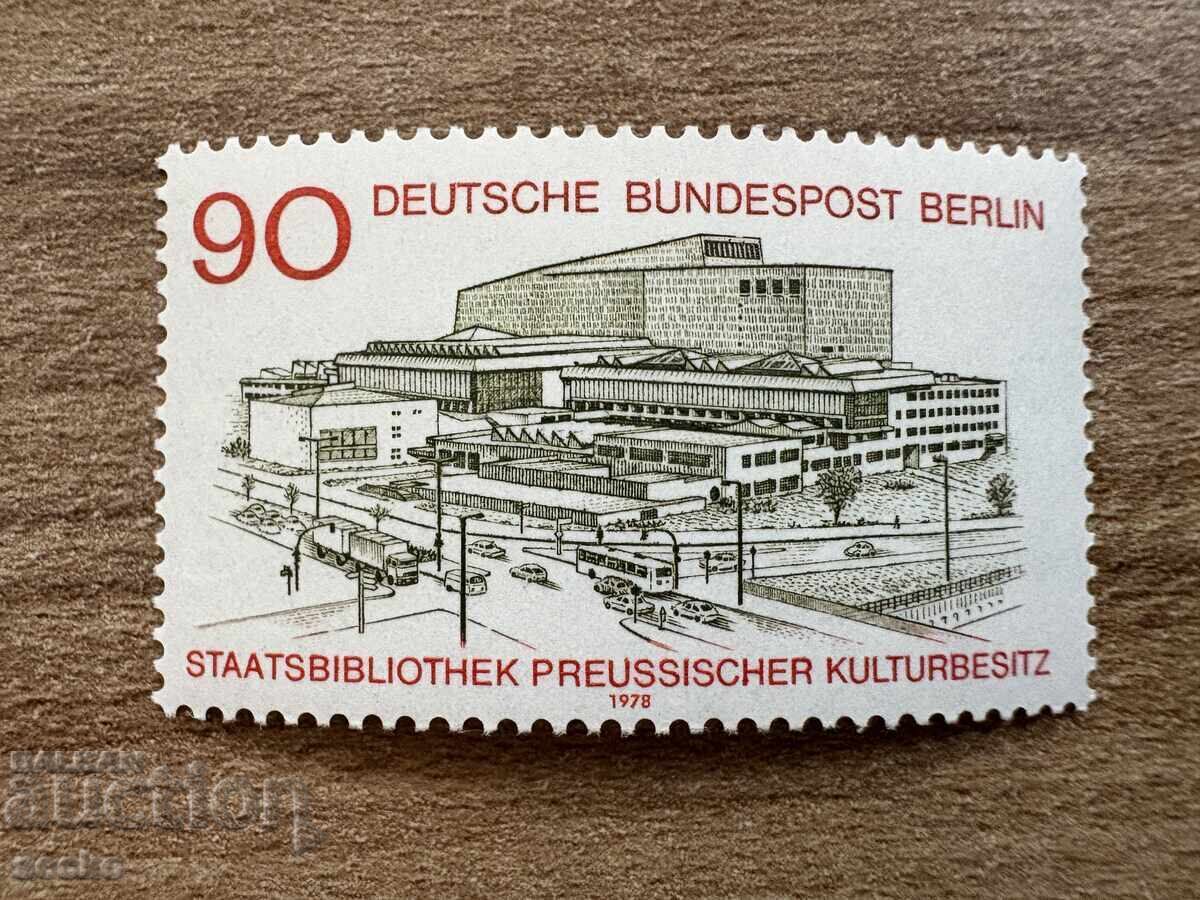 90 DEUTSCHE BUNDESPOST BERLIN
STAATSBIBLIOTHEK PREUSSISCHER KULTURBESITZ
1978
BALKAN
auction